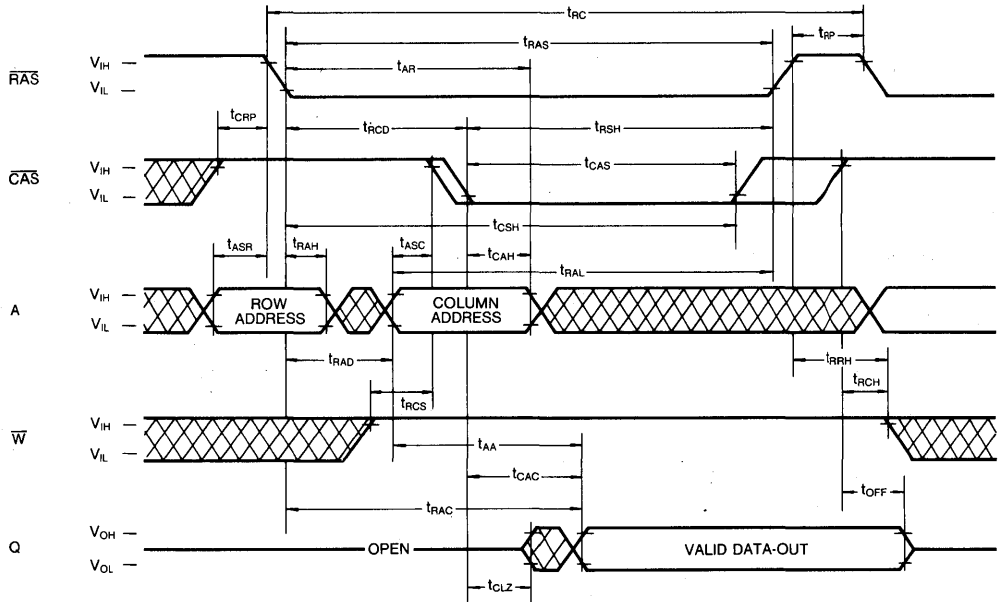 tRC
tRAS
tRP
tAR
RAS
VIH
VIL
tCRP
tRCD
tRSH
CAS
VIH
VIL
tCAS
tCSH
tASR
tRAH
tASC
tCAH
tRAL
A
VIH
VIL
ROW ADDRESS
COLUMN ADDRESS
tRAD
tRRH
tRCS
tRCH
W
VIH
VIL
tAA
tCAC
tOFF
tRAC
Q
VOH
VOL
OPEN
VALID DATA-OUT
tCLZ